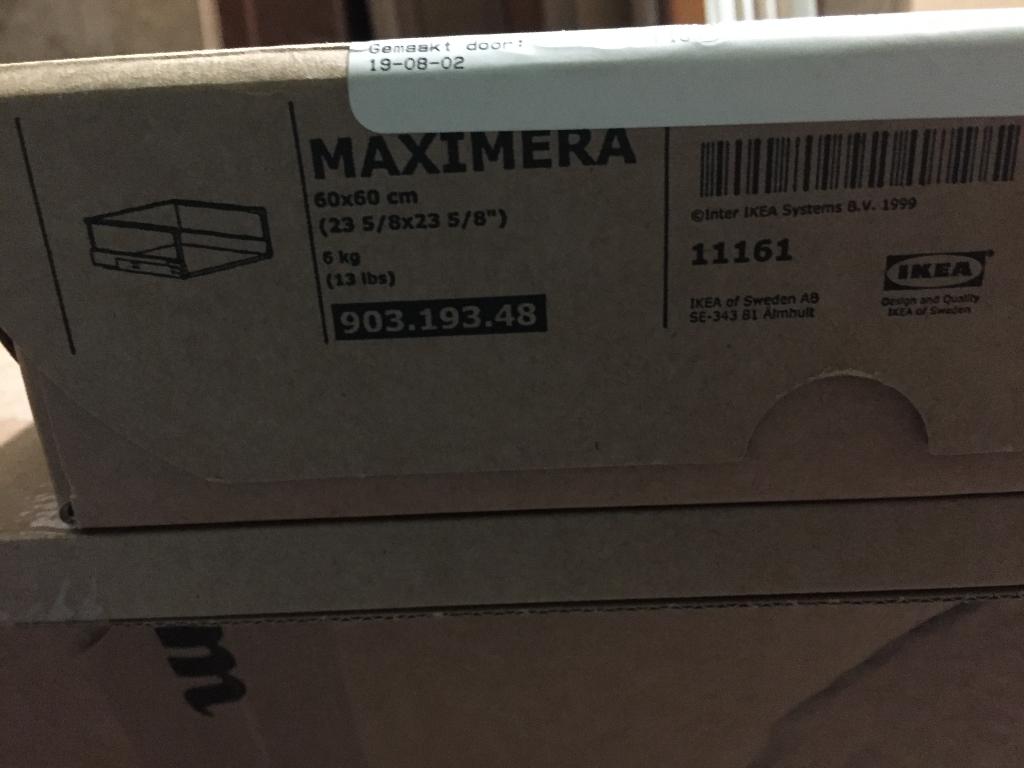 Gemaakt door:
19-08-02
MAXIMERA
60x60 cm
(23 5/8x23 5/8")
6 kg
(13 lbs)
903.193.48
©Inter IKEA Systems B.V. 1999
11161
IKEA of Sweden AB
SE-343 81 Älmhult
IKEA
Design and Quality
IKEA of Sweden